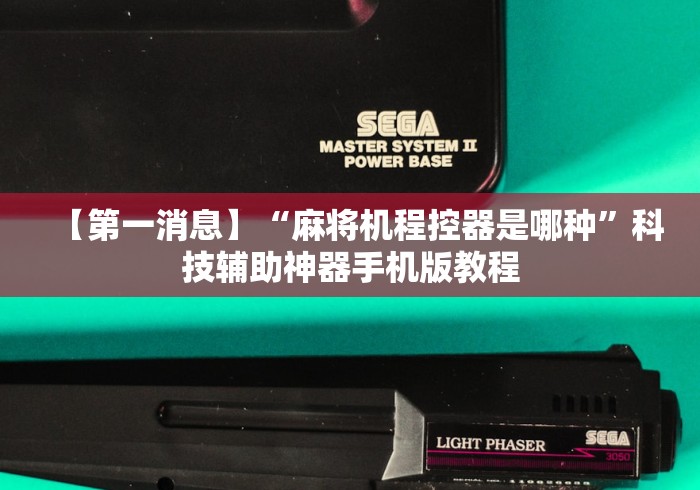 SEGA
MASTER SYSTEM II
POWER BASE
【第一消息】“麻将机程控器是哪种”科
技辅助神器手机版教程
LIGHT PHASER
SEGA
3050